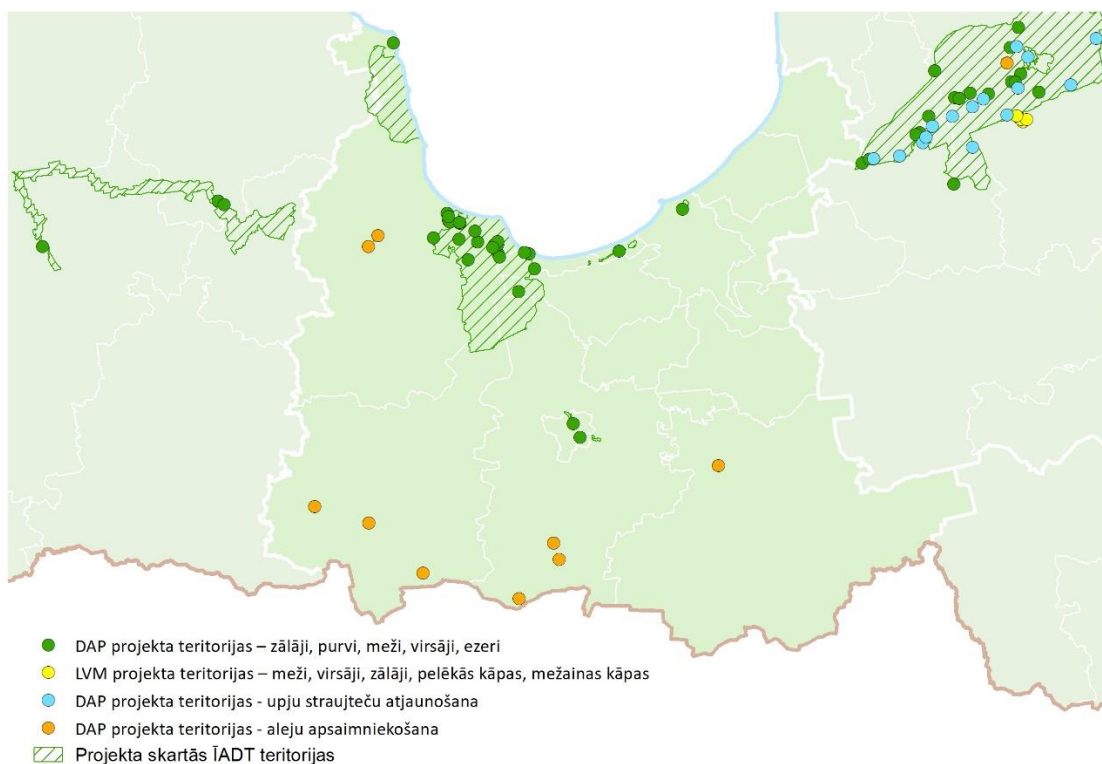 DAP projekta teritorijas – zālāji, purvi, meži, virsāji, ezeri
LVM projekta teritorijas – meži, virsāji, zālāji, pelēkās kāpas, mežainas kāpas
DAP projekta teritorijas - upju straujteču atjaunošana
DAP projekta teritorijas - aleju apsaimniekošana
Projekta skartās ĪADT teritorijas